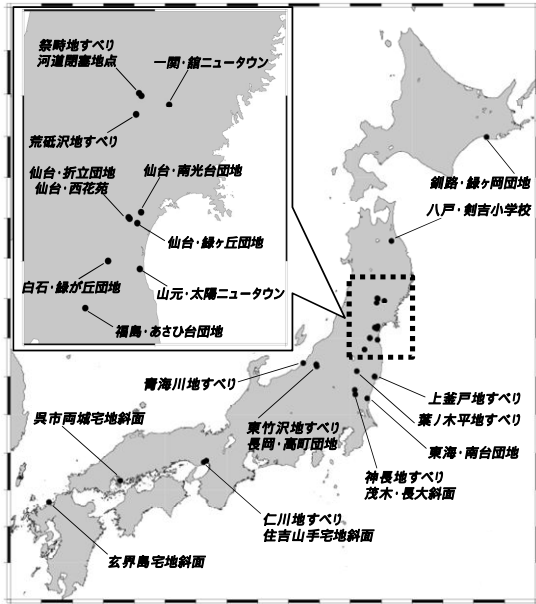 祭畤地すべり
河道閉塞地点
一関・舘ニュータウン
荒砥沢地すべり
仙台・折立団地
仙台・西花苑
仙台・南光台団地
仙台・緑ヶ丘団地
白石・緑が丘団地
山元・太陽ニュータウン
福島・あさひ台団地
釧路・緑ヶ岡団地
八戸・剣吉小学校
青海川地すべり
東竹沢地すべり
長岡・高町団地
上釜戸地すべり
葉ノ木平地すべり
東海・南台団地
神長地すべり
茂木・長大斜面
呉市両城宅地斜面
仁川地すべり
住吉山手宅地斜面
玄界島宅地斜面